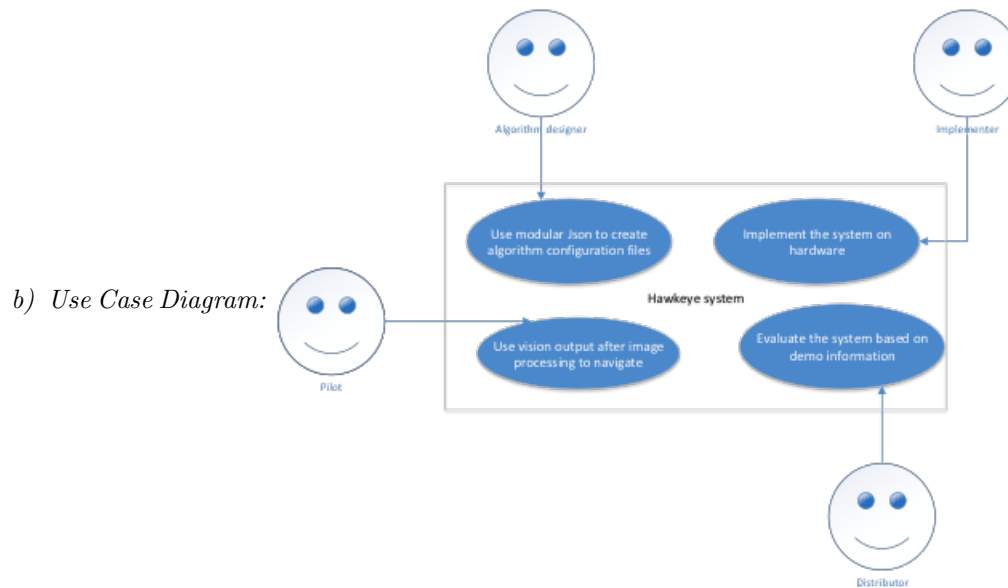 Algorithm designer
Implementer
Use modular Json to create
algorithm configuration files
Implement the system on
hardware
b) Use Case Diagram:
Hawkeye system
Use vision output after image
processing to navigate
Evaluate the system based on
demo information
Pilot
Distributor